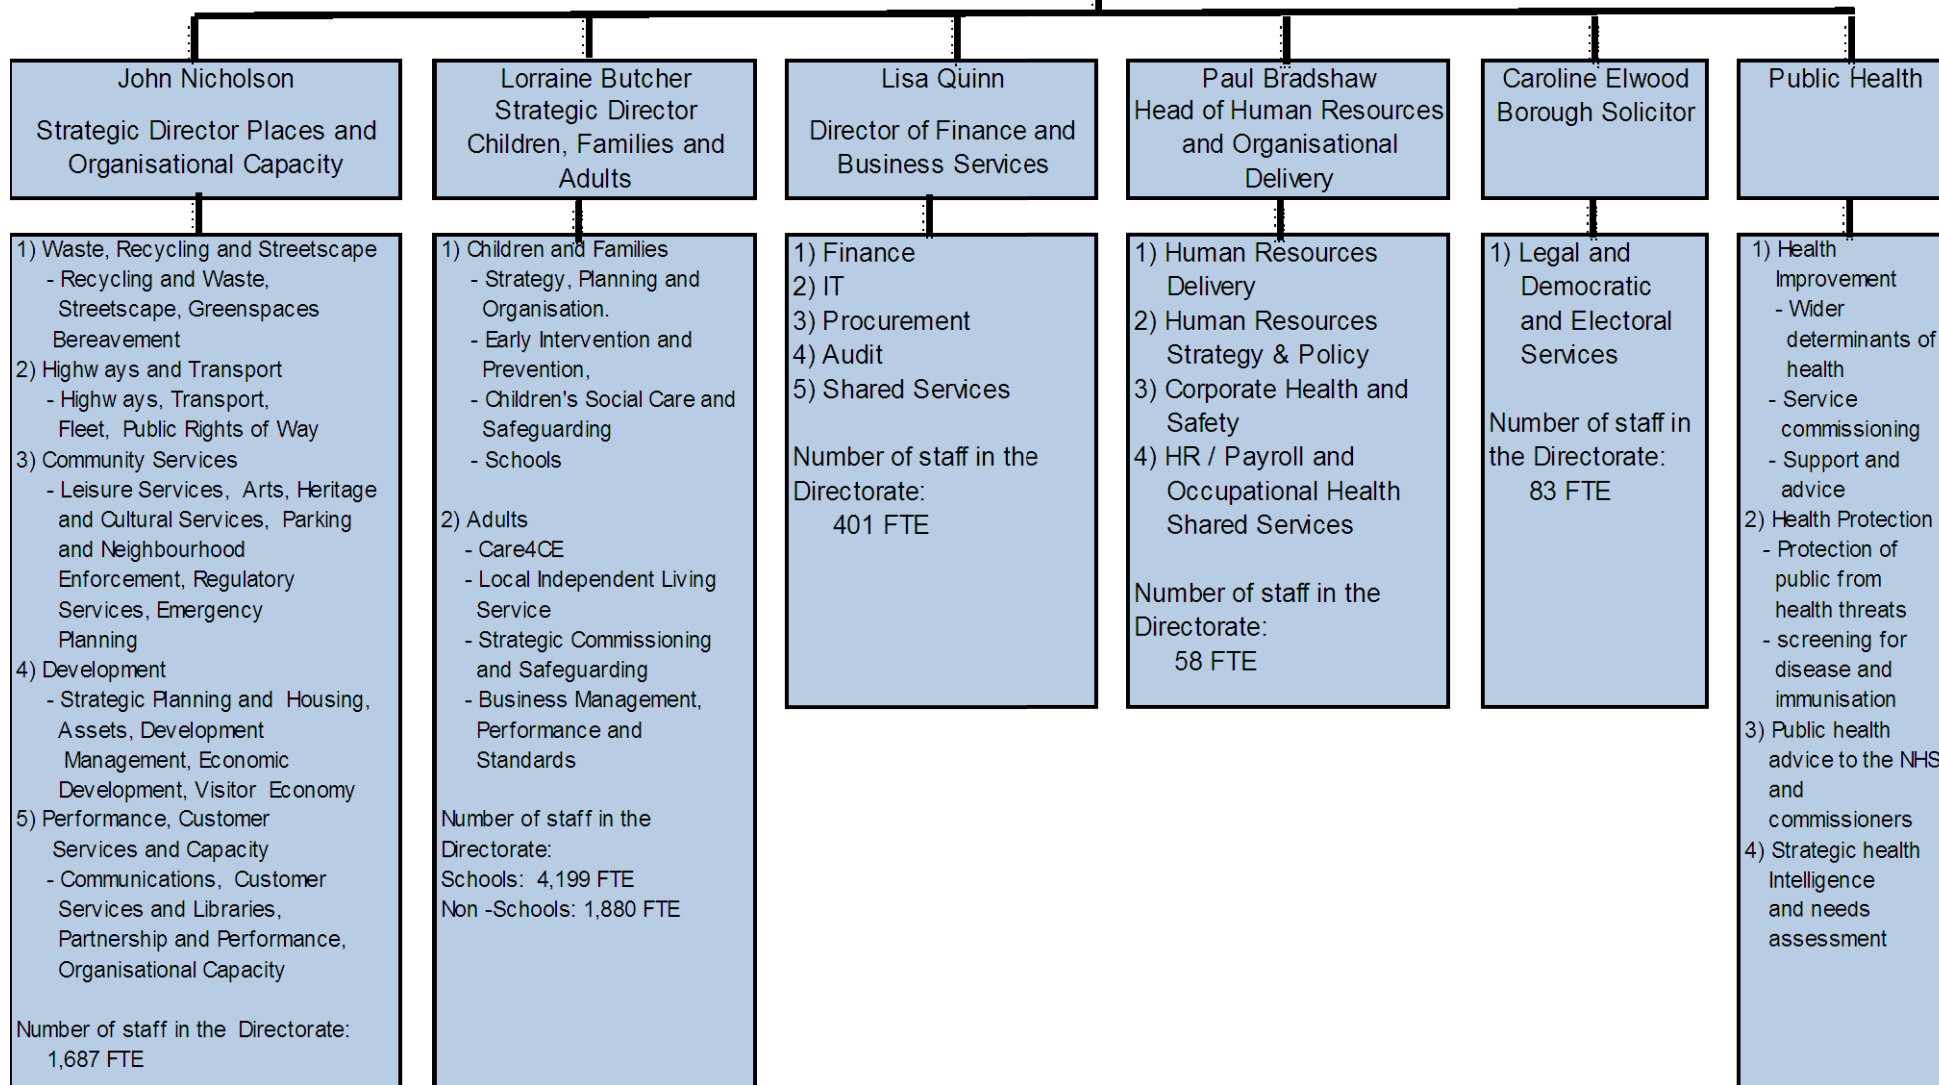 John Nicholson
Strategic Director Places and
Organisational Capacity
1) Waste, Recycling and Streetscape
- Recycling and Waste,
Streetscape, Greenspaces
Bereavement
2) Highways and Transport
- Highways, Transport,
Fleet, Public Rights of Way
3) Community Services
- Leisure Services, Arts, Heritage
and Cultural Services, Parking
and Neighbourhood
Enforcement, Regulatory
Services, Emergency
Planning
4) Development
- Strategic Planning and Housing,
Assets, Development
Management, Economic
Development, Visitor Economy
5) Performance, Customer
Services and Capacity
- Communications, Customer
Services and Libraries,
Partnership and Performance,
Organisational Capacity
Number of staff in the Directorate:
1,687 FTE
Lorraine Butcher
Strategic Director
Children, Families and
Adults
1) Children and Families
- Strategy, Planning and
Organisation.
- Early Intervention and
Prevention,
- Children's Social Care and
Safeguarding
- Schools
2) Adults
- Care4CE
- Local Independent Living
Service
- Strategic Commissioning
and Safeguarding
- Business Management,
Performance and
Standards
Number of staff in the
Directorate:
Schools: 4,199 FTE
Non -Schools: 1,880 FTE
Lisa Quinn
Director of Finance and
Business Services
1) Finance
2) IT
3) Procurement
4) Audit
5) Shared Services
Number of staff in the
Directorate:
401 FTE
Paul Bradshaw
Head of Human Resources
and Organisational
Delivery
1) Human Resources
Delivery
2) Human Resources
Strategy & Policy
3) Corporate Health and
Safety
4) HR / Payroll and
Occupational Health
Shared Services
Number of staff in the
Directorate:
58 FTE
Caroline Elwood
Borough Solicitor
1) Legal and
Democratic
and Electoral
Services
Number of staff in
the Directorate:
83 FTE
Public Health
1) Health
Improvement
- Wider
determinants of
health
- Service
commissioning
- Support and
advice
2) Health Protection
- Protection of
public from
health threats
- screening for
disease and
immunisation
3) Public health
advice to the NHS
and
commissioners
4) Strategic health
Intelligence
and needs
assessment